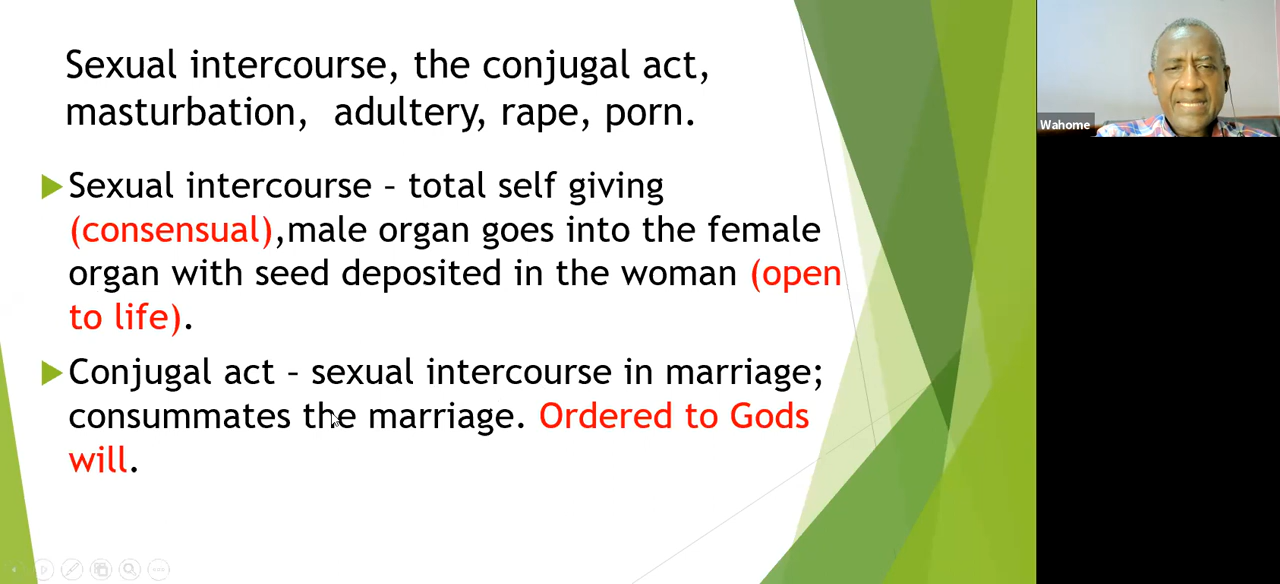 Sexual intercourse, the conjugal act,
masturbation,  adultery, rape, porn.
Sexual intercourse – total self giving
(consensual),male organ goes into the female
organ with seed deposited in the woman (open
to life).
Conjugal act – sexual intercourse in marriage;
consummates the marriage. Ordered to Gods
will.
Wahome